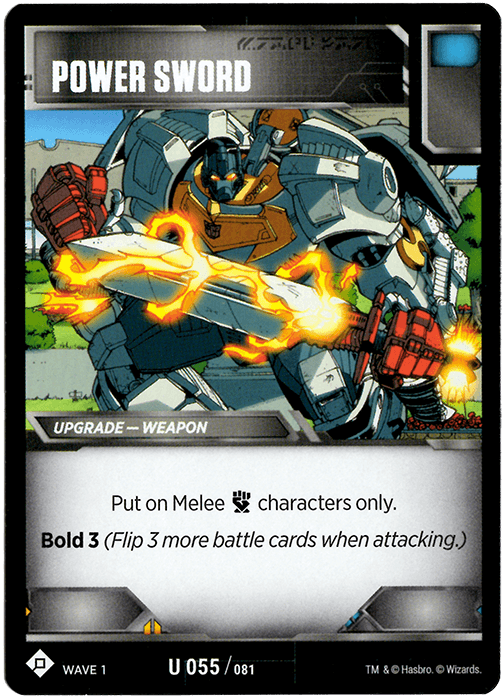 POWER SWORD
UPGRADE — WEAPON
Put on Melee characters only.
Bold 3 (Flip 3 more battle cards when attacking.)
WAVE 1
U 055 / 081
TM & © Hasbro. © Wizards.